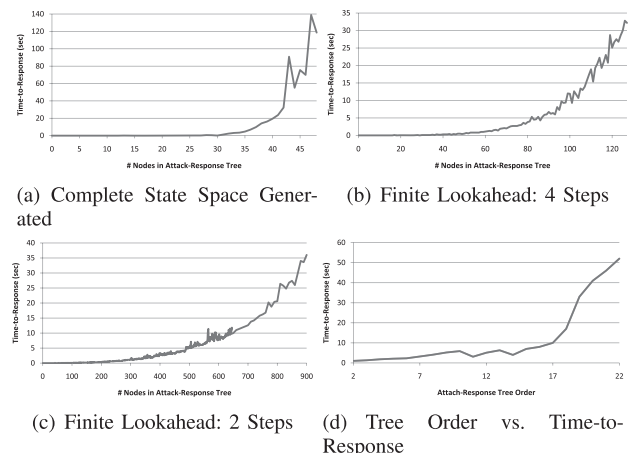 Time-to-Response (sec)
140
120
100
80
60
40
20
0
0 5 10 15 20 25 30 35 40 45
# Nodes in Attack-Response Tree
(a) Complete State Space Gener-
ated
Time-to-Response (sec)
35
30
25
20
15
10
5
0
0 20 40 60 80 100 120
# Nodes in Attack-Response Tree
(b) Finite Lookahead: 4 Steps
Time-to-Response (sec)
40
35
30
25
20
15
10
5
0
0 100 200 300 400 500 600 700 800 900
# Nodes in Attack-Response Tree
(c) Finite Lookahead: 2 Steps
Time-to-Response (sec)
60
50
40
30
20
10
0
2 7 12 17 22
Attach-Response Tree Order
(d) Tree Order vs. Time-to-
Response